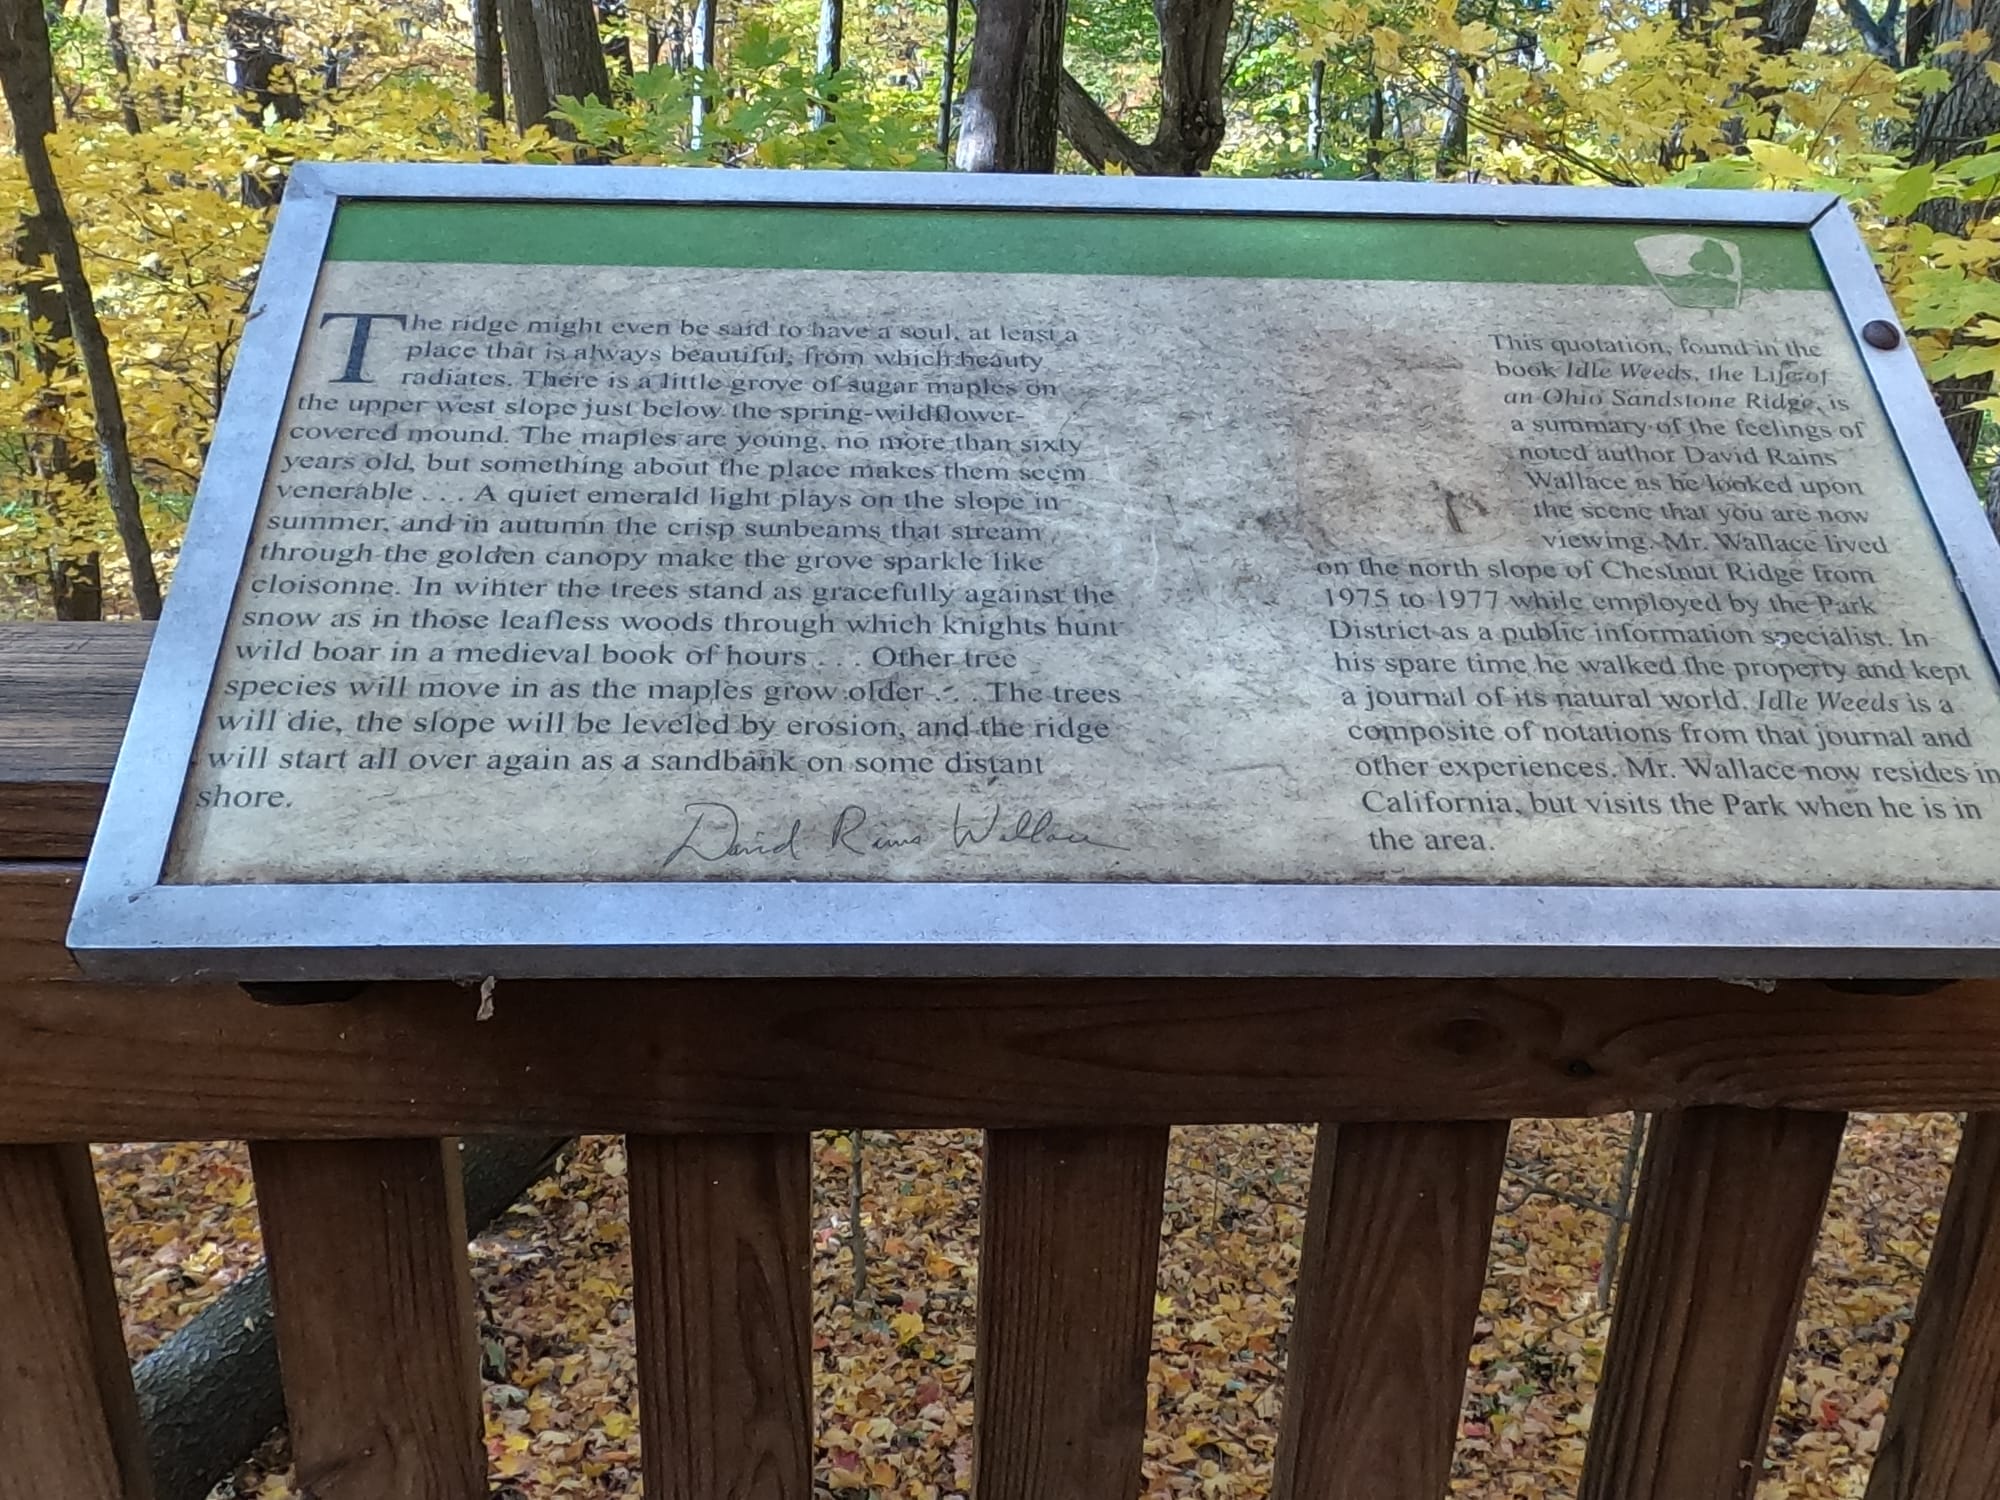 The ridge might even be said to have a soul, at least a
place that is always beautiful, from which beauty
radiates. There is a little grove of sugar maples on
the upper west slope just below the spring-wildflower-
covered mound. The maples are young, no more than sixty
years old, but something about the place makes them seem
venerable . . . A quiet emerald light plays on the slope in
summer, and in autumn the crisp sunbeams that stream
through the golden canopy make the grove sparkle like
cloisonne. In winter the trees stand as gracefully against the
snow as in those leafless woods through which knights hunt
wild boar in a medieval book of hours . . . Other tree
species will move in as the maples grow older . . . The trees
will die, the slope will be leveled by erosion, and the ridge
will start all over again as a sandbank on some distant
shore.
David Rains Wallace
This quotation, found in the
book Idle Weeds, the Life of
an Ohio Sandstone Ridge, is
a summary of the feelings of
noted author David Rains
Wallace as he looked upon
the scene that you are now
viewing. Mr. Wallace lived
on the north slope of Chestnut Ridge from
1975 to 1977 while employed by the Park
District as a public information specialist. In
his spare time he walked the property and kept
a journal of its natural world. Idle Weeds is a
composite of notations from that journal and
other experiences. Mr. Wallace now resides in
California, but visits the Park when he is in
the area.